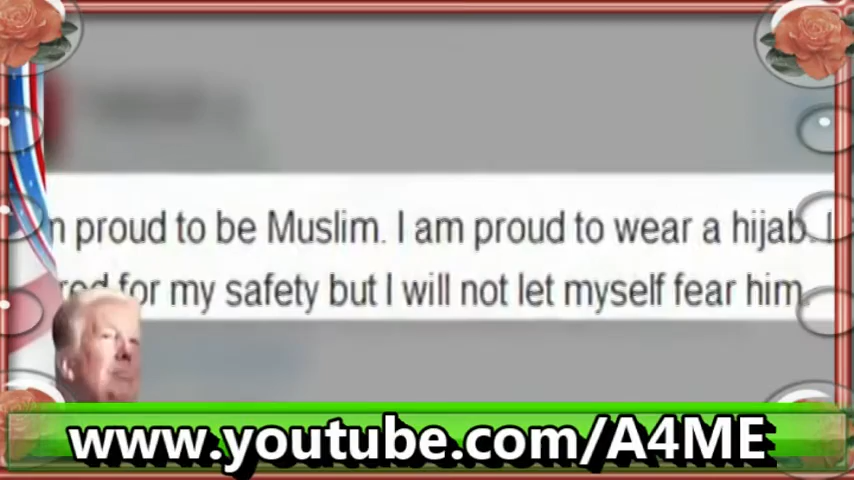 proud to be Muslim. I am proud to wear a hijab. I
for my safety but I will not let myself fear him.
www.youtube.com/A4ME